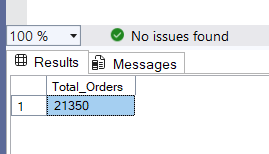 100 %
No issues found
Results
Messages
Total_Orders
1
21350